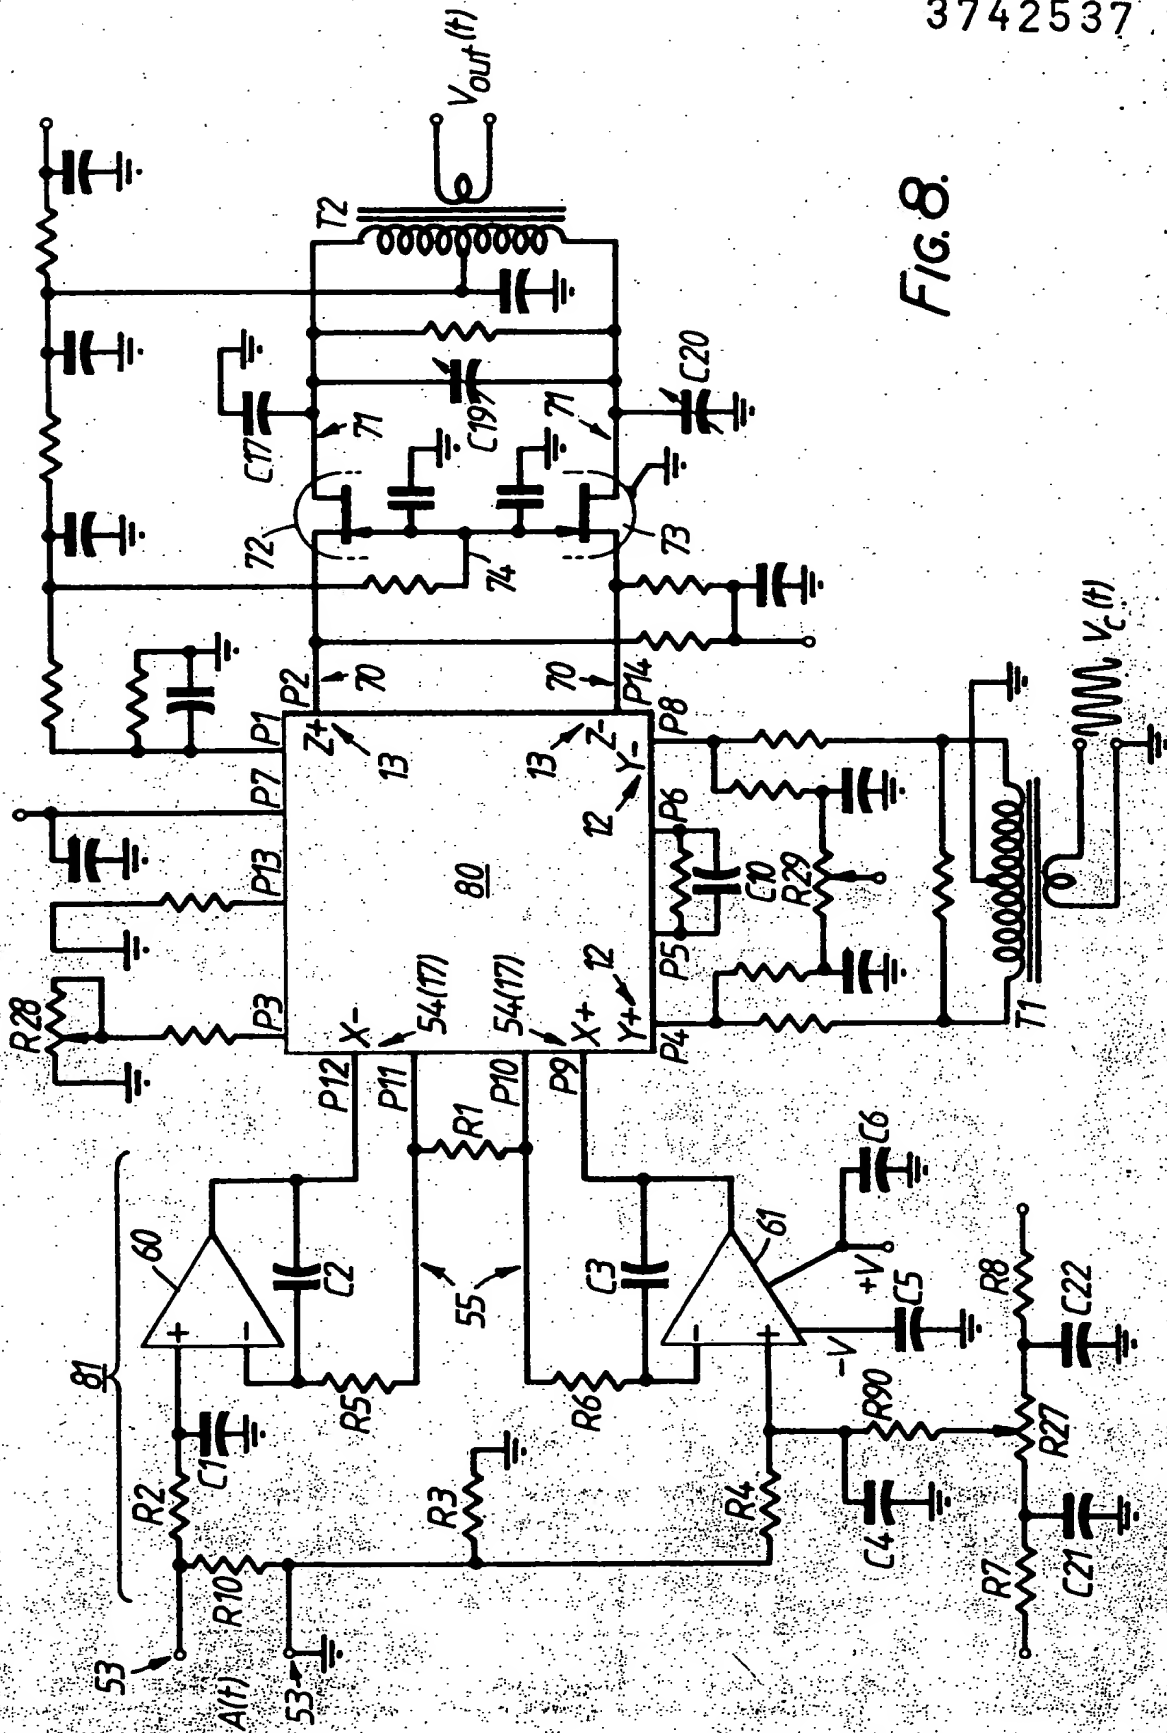 3742537
81
53
A(t)
53
R10
R2
C1
R3
R4
60
+
-
C2
R5
55
R6
C3
-
+
61
+V
C6
-V
C5
C4
R90
R7
C21
R27
C22
R8
R28
P3
P13
P7
P1
P12
X-
P11
54(17)
P10
54(17)
P9
X+
Y+
12
P4
P5
P6
C10
R29
12
Y-
P8
80
Z+
13
13
Z-
P2
70
70
P14
T1
Vc(t)
72
74
73
71
71
C17
C19
C20
T2
Vout(t)
FIG. 8.